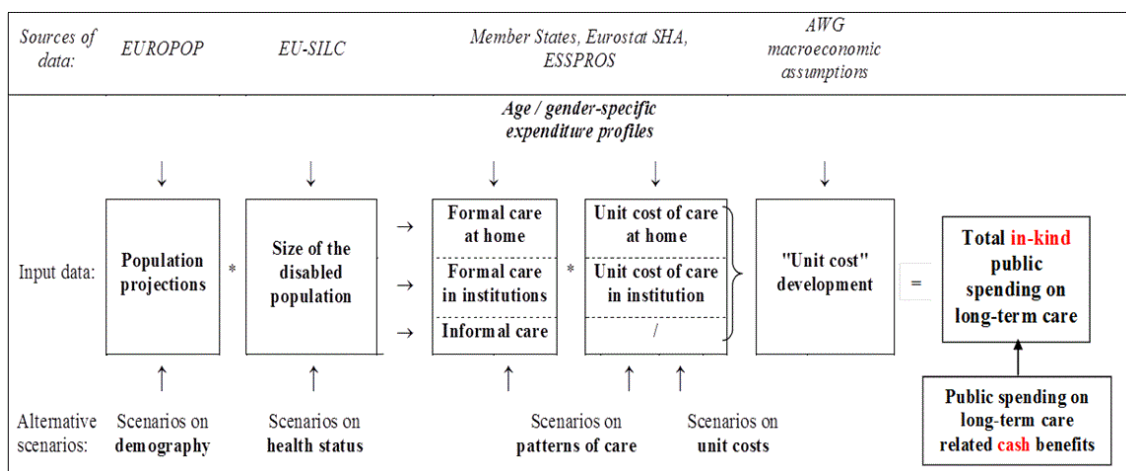 Sources of
data:
EUROPOP
EU-SILC
Member States, Eurostat SHA,
ESSPROS
AWG
macroeconomic
assumptions
Age / gender-specific
expenditure profiles
↓ ↓ ↓ ↓ ↓
Input data:
Population
projections
*
Size of the
disabled
population
→
→
→
Formal care
at home
Formal care
in institutions
Informal care
*
Unit cost of care
at home
Unit cost of care
in institution
/
}
"Unit cost"
development
=
Total in-kind
public
spending on
long-term care
↑ ↑ ↑ ↑ ↑
Alternative
scenarios:
Scenarios on
demography
Scenarios on
health status
Scenarios on
patterns of care
Scenarios on
unit costs
Public spending on
long-term care
related cash benefits